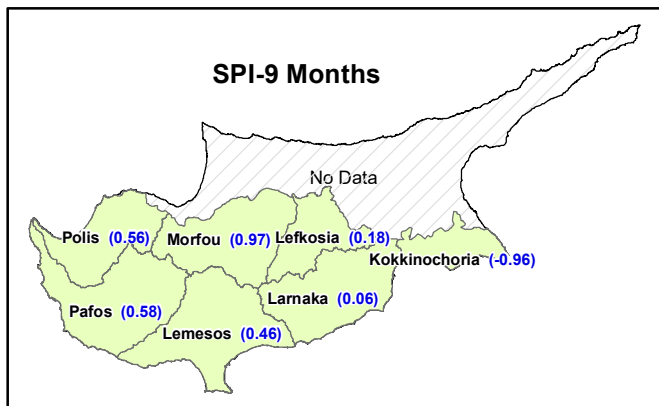 SPI-9 Months
No Data
Polis (0.56)
Morfou (0.97)
Lefkosia (0.18)
Kokkinochoria (-0.96)
Pafos (0.58)
Larnaka (0.06)
Lemesos (0.46)